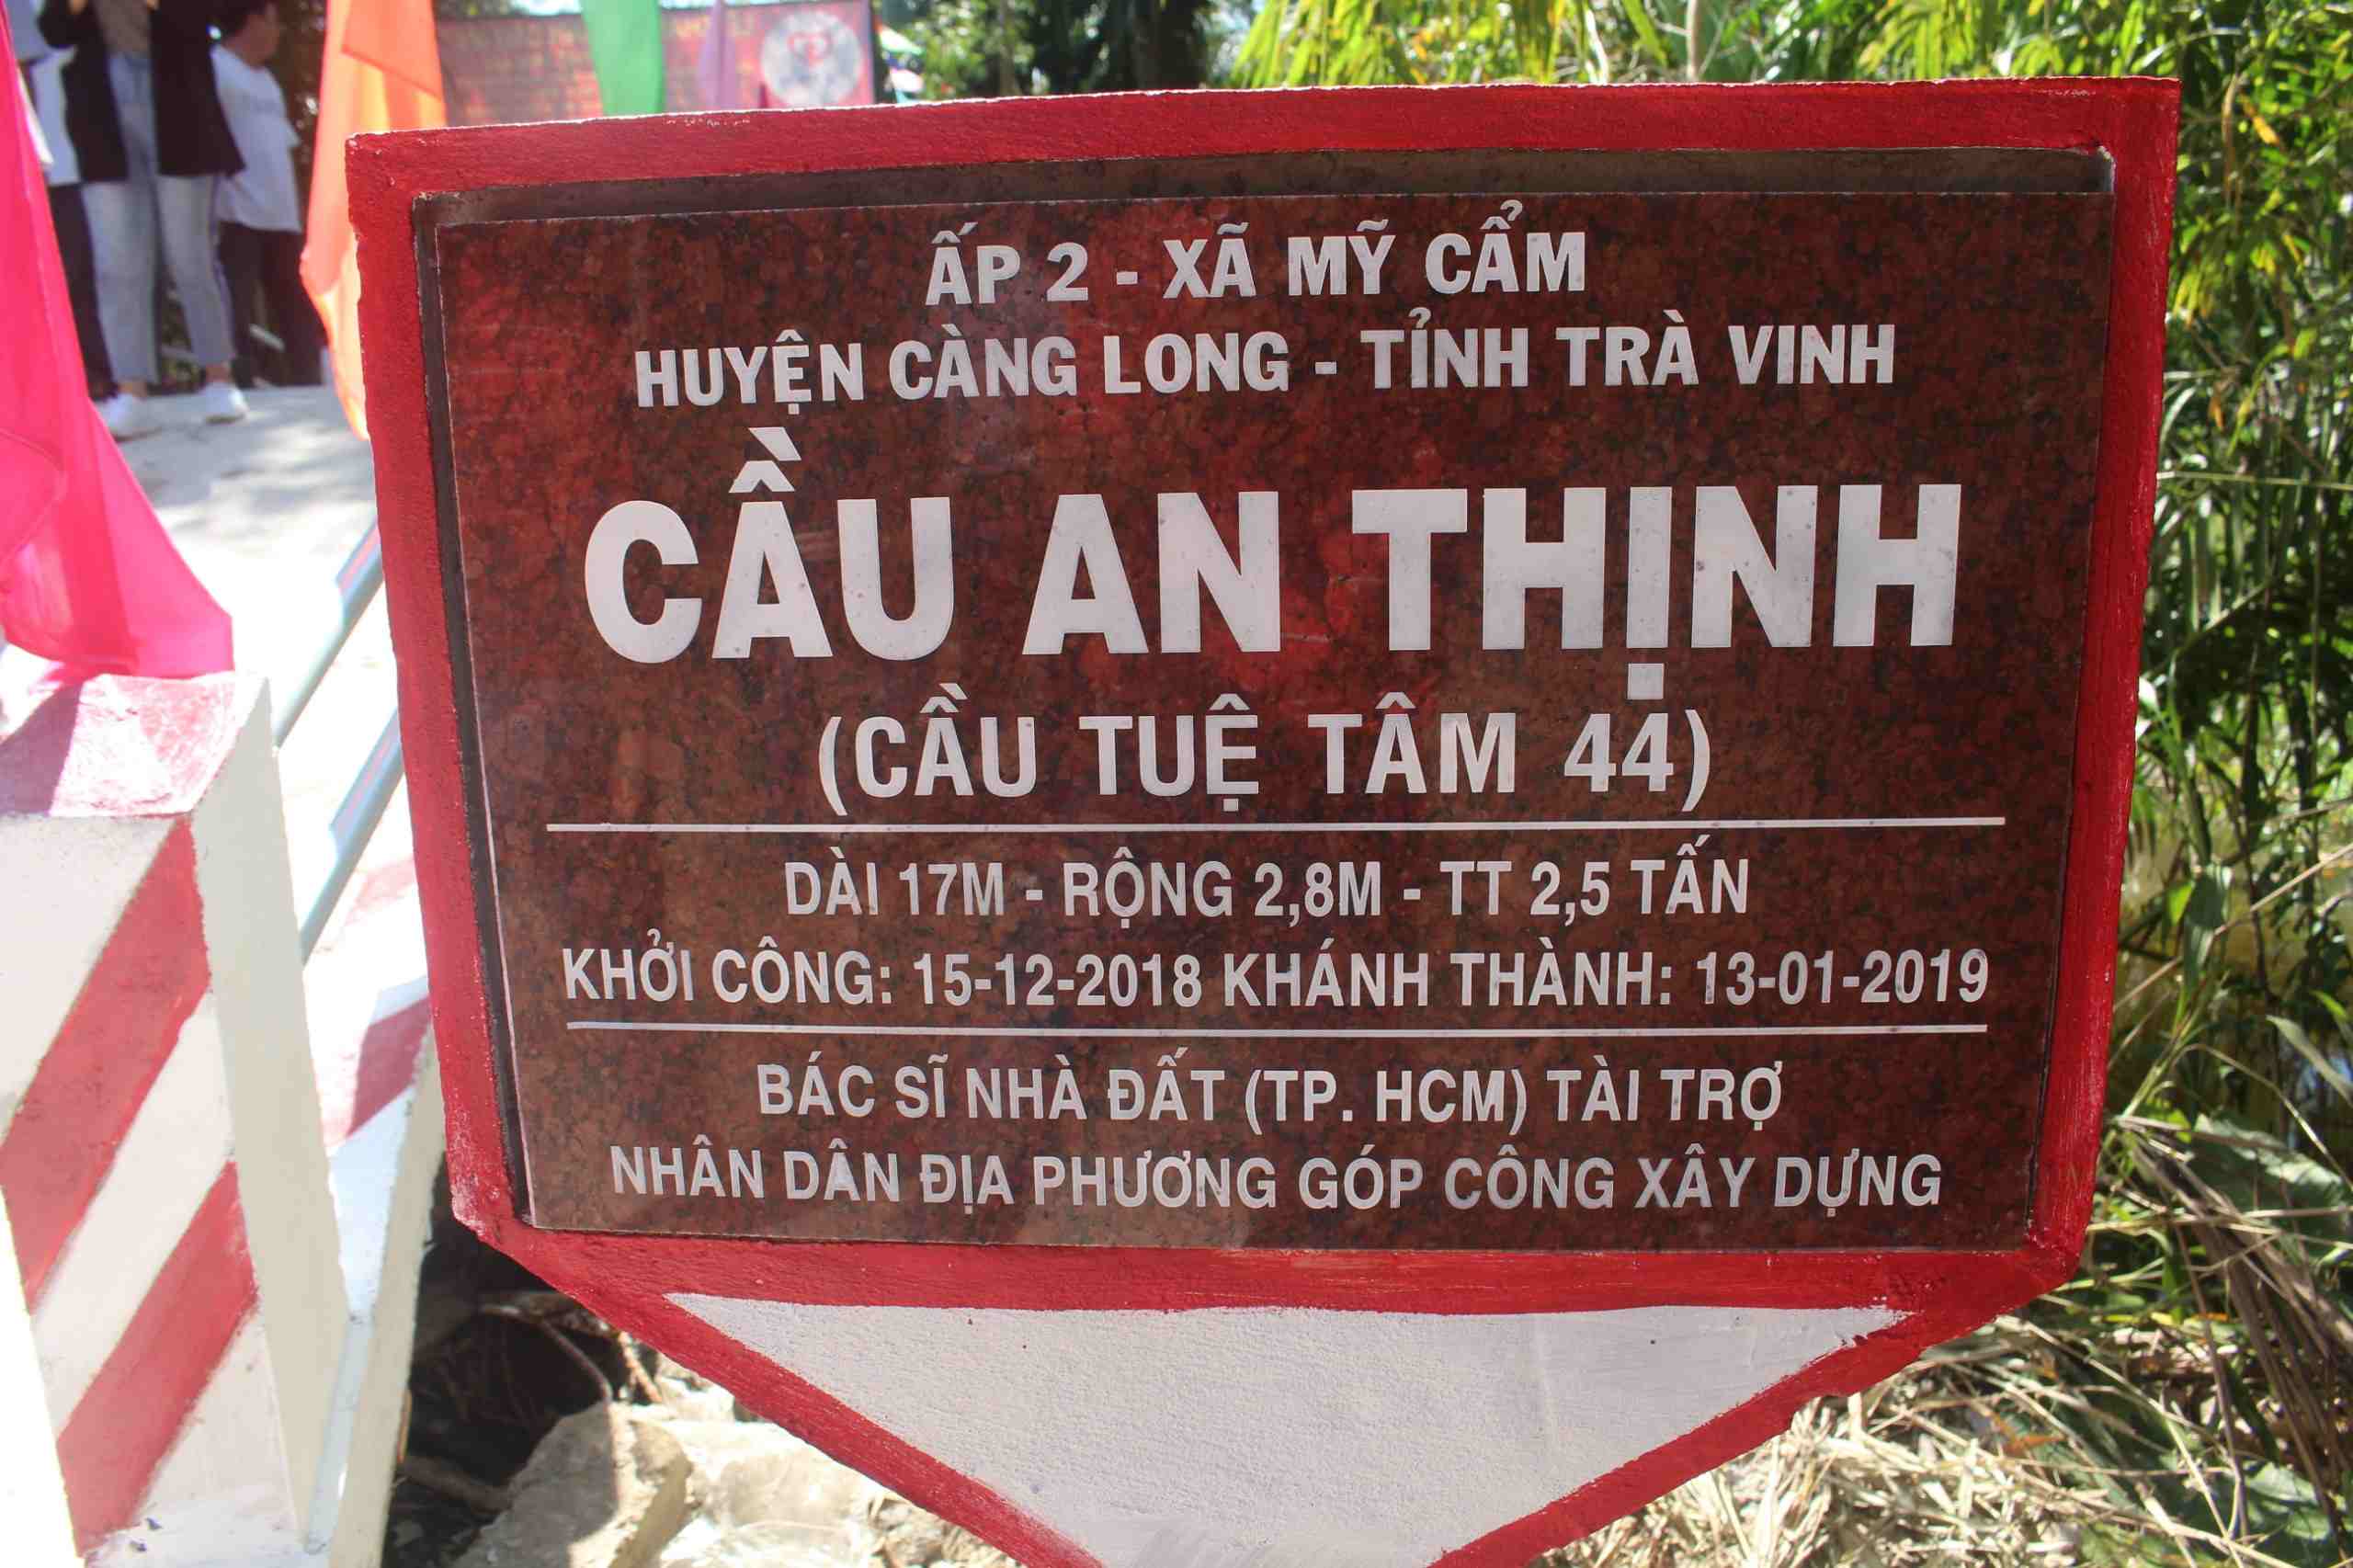 ẤP 2 - XÃ MỸ CẨM
HUYỆN CÀNG LONG - TỈNH TRÀ VINH
CẦU AN THỊNH
(CẦU TUỆ TÂM 44)
DÀI 17M - RỘNG 2,8M - TT 2,5 TẤN
KHỞI CÔNG: 15-12-2018 KHÁNH THÀNH: 13-01-2019
BÁC SĨ NHÀ ĐẤT (TP. HCM) TÀI TRỢ
NHÂN DÂN ĐỊA PHƯƠNG GÓP CÔNG XÂY DỰNG